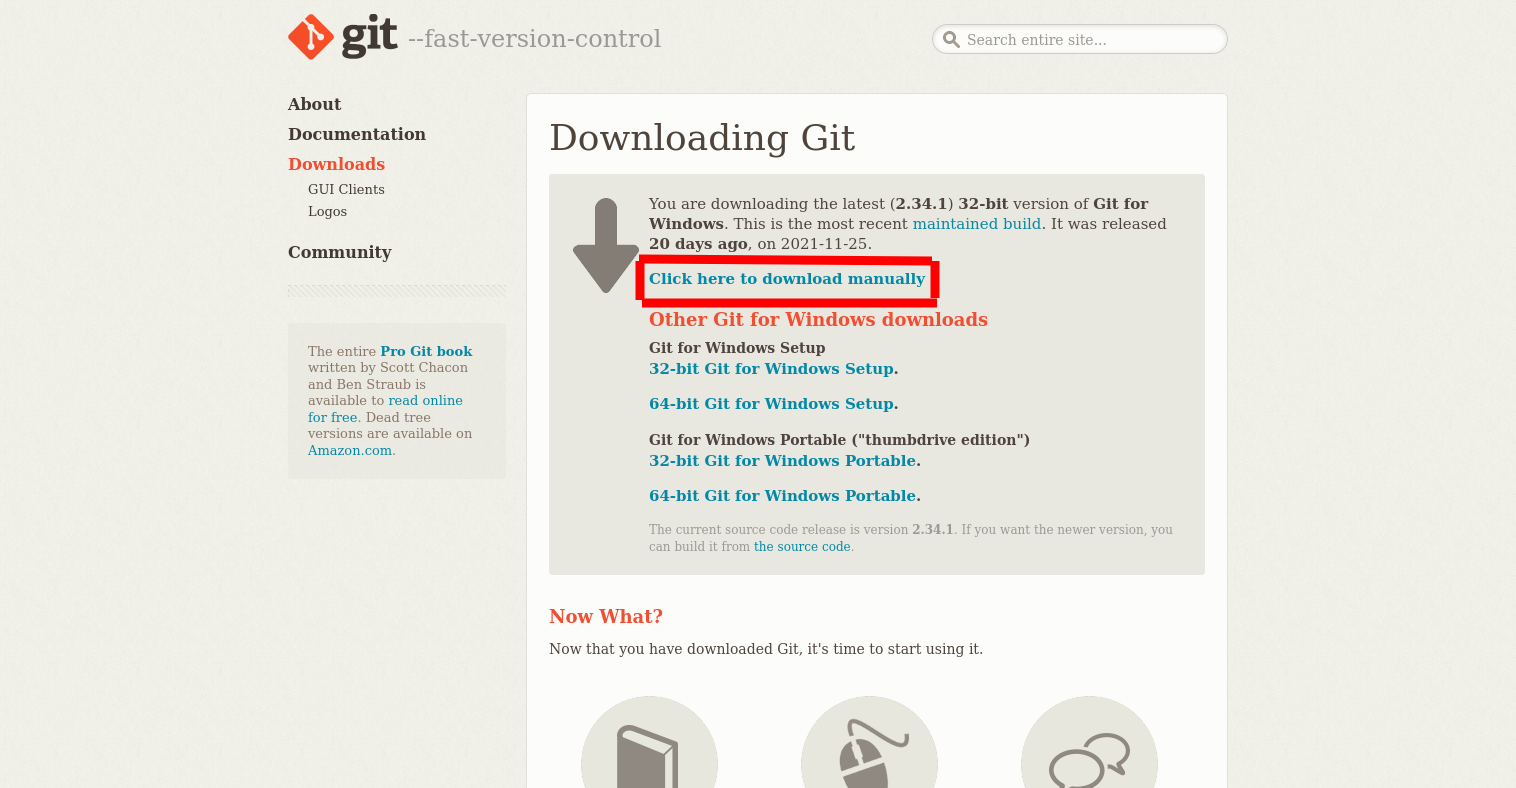 git --fast-version-control
Search entire site...
About
Documentation
Downloads
GUI Clients
Logos
Community
The entire Pro Git book
written by Scott Chacon
and Ben Straub is
available to read online
for free. Dead tree
versions are available on
Amazon.com.
Downloading Git
You are downloading the latest (2.34.1) 32-bit version of Git for
Windows. This is the most recent maintained build. It was released
20 days ago, on 2021-11-25.
Click here to download manually
Other Git for Windows downloads
Git for Windows Setup
32-bit Git for Windows Setup.
64-bit Git for Windows Setup.
Git for Windows Portable ("thumbdrive edition")
32-bit Git for Windows Portable.
64-bit Git for Windows Portable.
The current source code release is version 2.34.1. If you want the newer version, you
can build it from the source code.
Now What?
Now that you have downloaded Git, it's time to start using it.